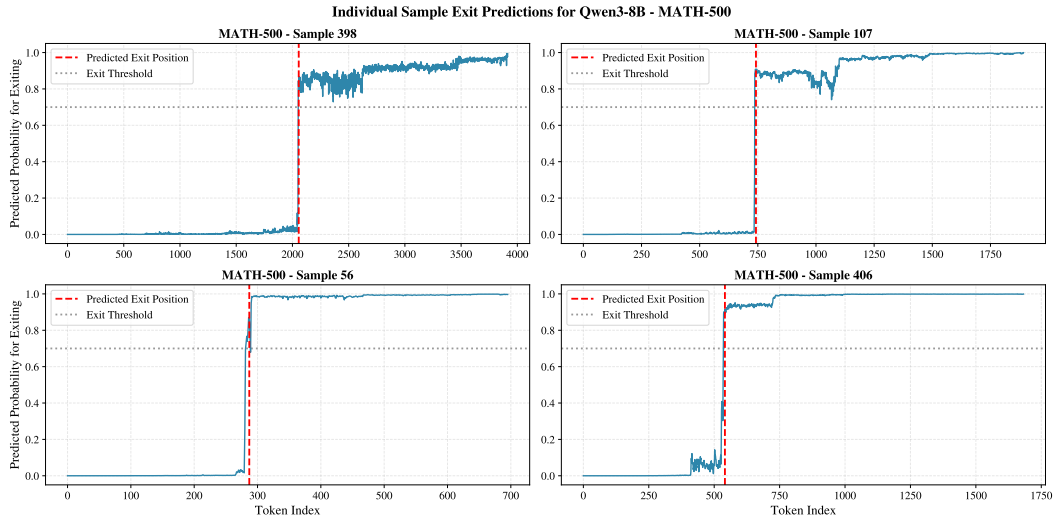 Individual Sample Exit Predictions for Qwen3-8B - MATH-500
MATH-500 - Sample 398
Predicted Probability for Exiting
1.0
0.8
0.6
0.4
0.2
0.0
Predicted Exit Position
Exit Threshold
0 500 1000 1500 2000 2500 3000 3500 4000
MATH-500 - Sample 107
1.0
0.8
0.6
0.4
0.2
0.0
Predicted Exit Position
Exit Threshold
0 250 500 750 1000 1250 1500 1750
MATH-500 - Sample 56
Predicted Probability for Exiting
1.0
0.8
0.6
0.4
0.2
0.0
Predicted Exit Position
Exit Threshold
0 100 200 300 400 500 600 700
Token Index
MATH-500 - Sample 406
1.0
0.8
0.6
0.4
0.2
0.0
Predicted Exit Position
Exit Threshold
0 250 500 750 1000 1250 1500 1750
Token Index